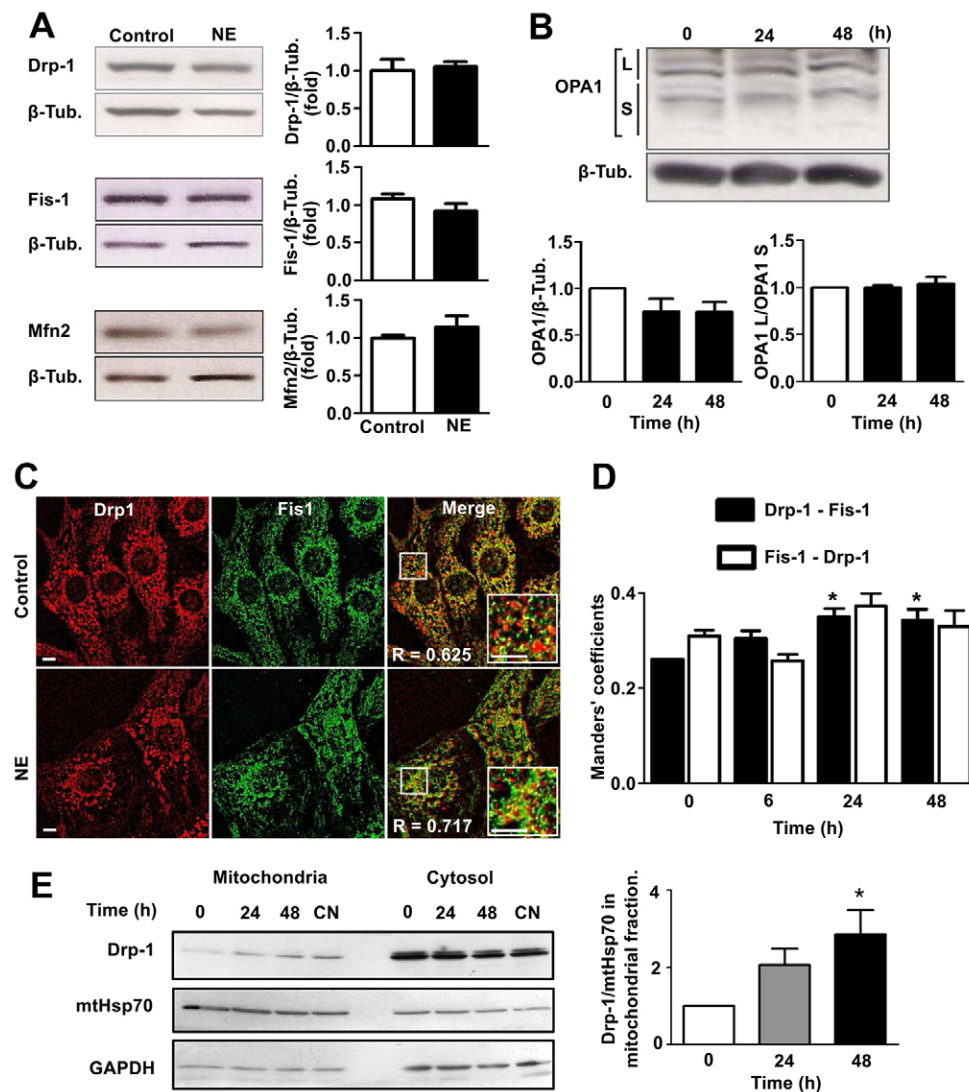 A
Control NE
Drp-1
β-Tub.
Fis-1
β-Tub.
Mfn2
β-Tub.
Drp-1/β-Tub.
(fold)
1.5
1.0
0.5
0.0
Fis-1/β-Tub.
(fold)
1.5
1.0
0.5
0.0
Mfn2/β-Tub.
(fold)
1.5
1.0
0.5
0.0
Control NE
B
0 24 48 (h)
OPA1
L
S
β-Tub.
OPA1/β-Tub.
1.5
1.0
0.5
0.0
0 24 48
Time (h)
OPA1 L/OPA1 S
1.5
1.0
0.5
0.0
0 24 48
Time (h)
C
Drp1 Fis1 Merge
Control
R = 0.625
NE
R = 0.717
D
Drp-1 - Fis-1
Fis-1 - Drp-1
Manders' coefficients
0.4
0.2
0.0
* *
0 6 24 48
Time (h)
E
Mitochondria Cytosol
Time (h) 0 24 48 CN 0 24 48 CN
Drp-1
mtHsp70
GAPDH
Drp-1/mtHsp70 in
mitochondrial fraction.
4
2
0
*
0 24 48
Time (h)